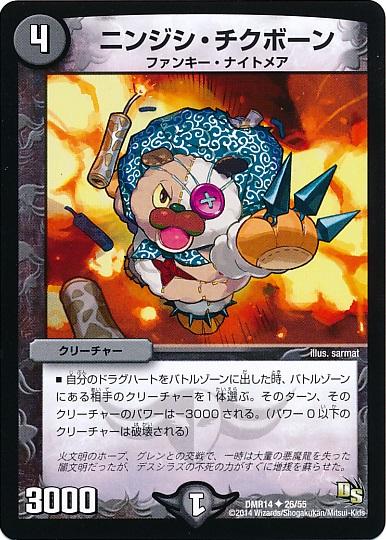 4
ニンジシ・チクボーン
ファンキー・ナイトメア
illus. sarmat
クリーチャー
■ 自分のドラグハートをバトルゾーンに出した時、バトルゾーン
にある相手のクリーチャーを1体選ぶ。そのターン、その
クリーチャーのパワーは-3000される。(パワー0以下の
クリーチャーは破壊される)
火文明のホープ、グレンとの交戦で、一時は大量の悪魔龍を失った
闇文明だったが、デスシラズの不死の力がすぐに増援を蘇らせた。
3000
1
DS
DMR14 ◆ 26/55
©2014 Wizards/Shogakukan/Mitsui-Kids